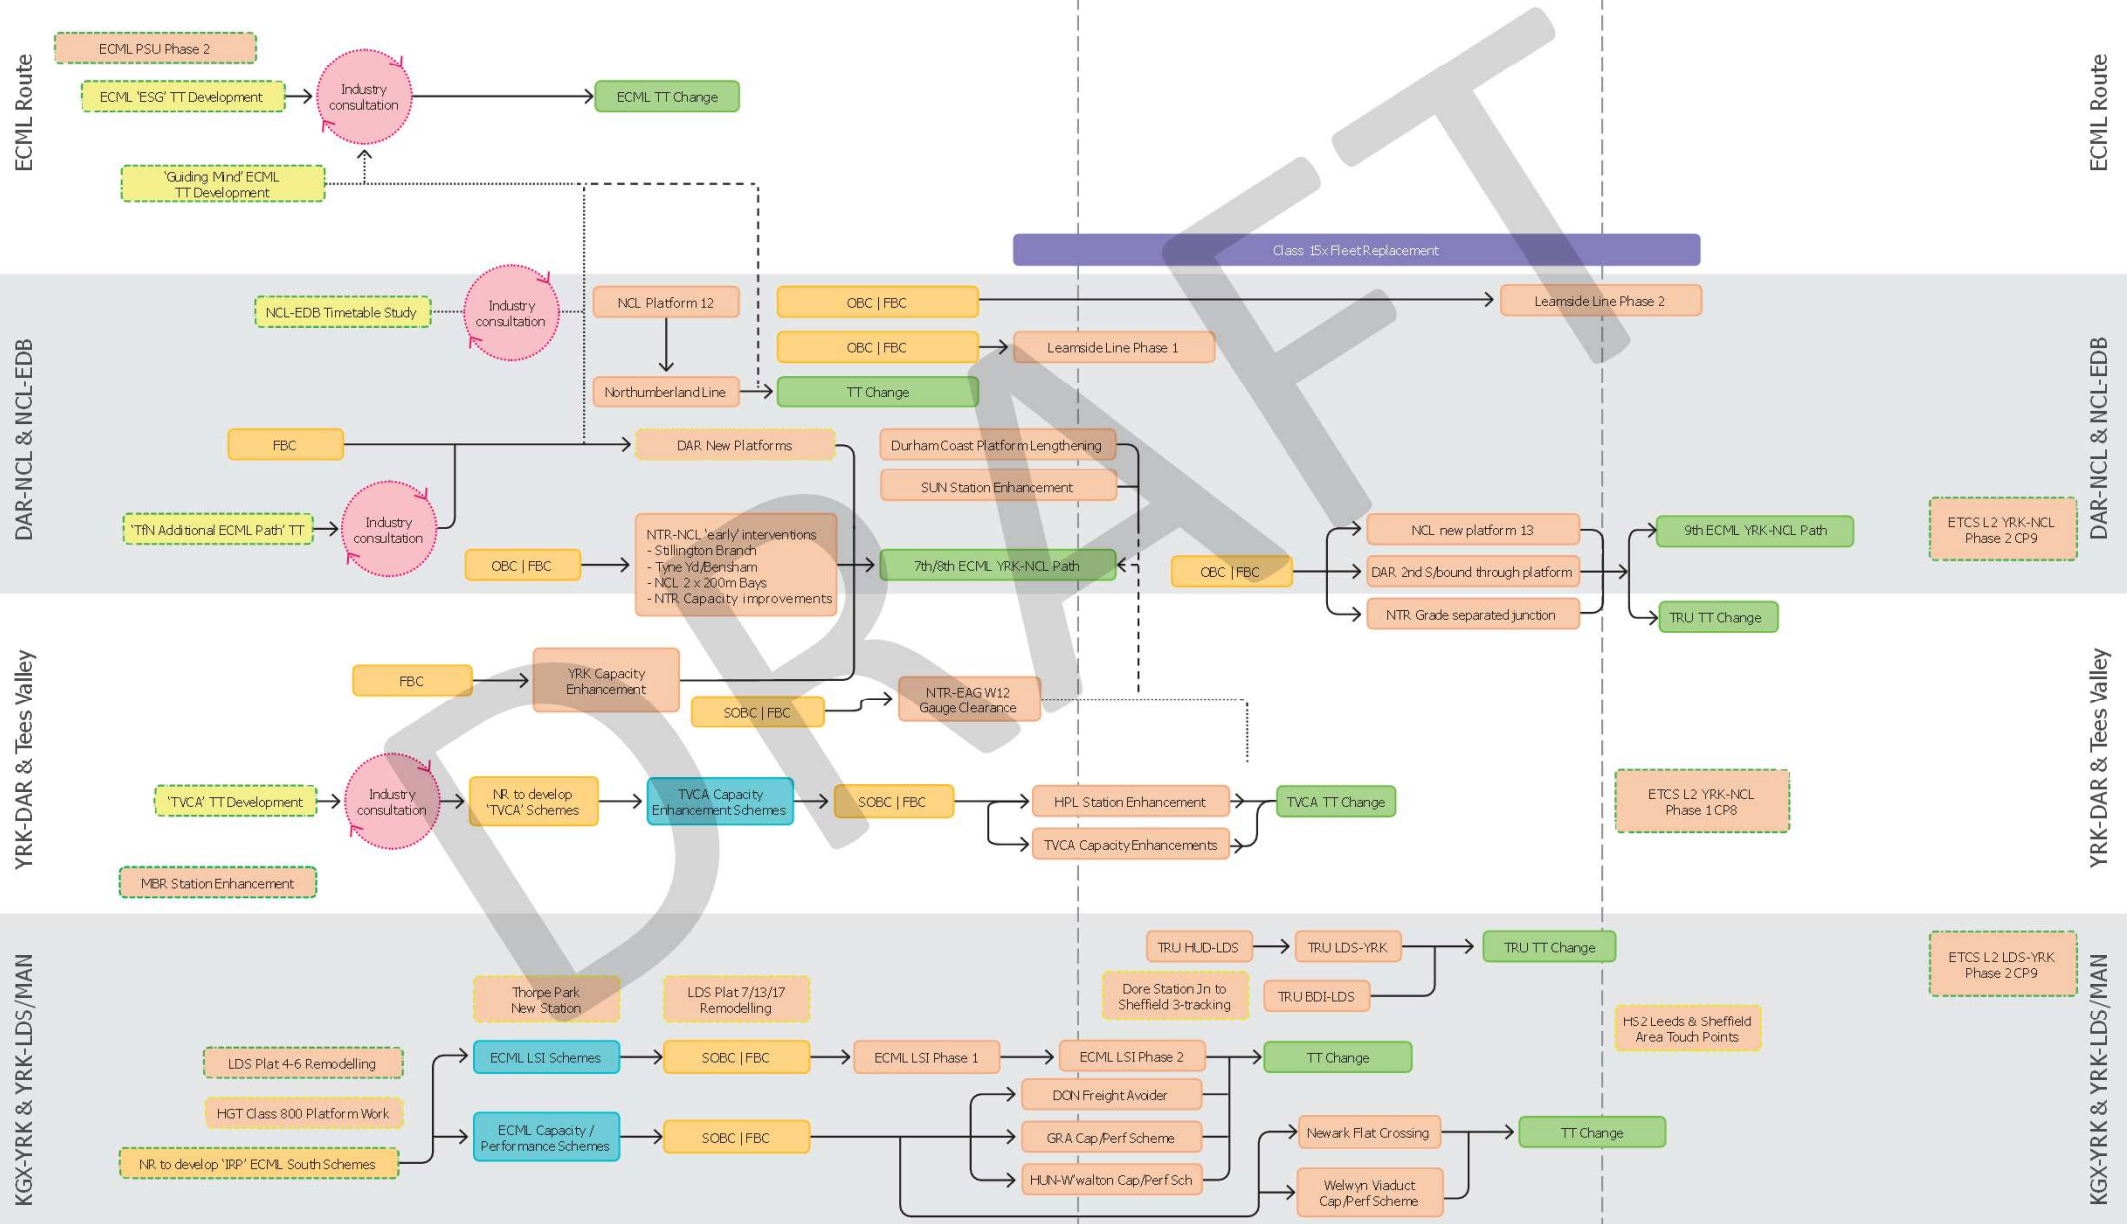 ECML Route
ECML Route
ECML PSU Phase 2
ECML ‘ESG’ TT Development
Industry
consultation
ECML TT Change
‘Guiding Mind’ ECML
TT Development
Class 15x Fleet Replacement
DAR-NCL & NCL-EDB
DAR-NCL & NCL-EDB
NCL-EDB Timetable Study
Industry
consultation
NCL Platform 12
OBC | FBC
Leamside Line Phase 2
OBC | FBC
Leamside Line Phase 1
Northumberland Line
TT Change
FBC
DAR New Platforms
Durham Coast Platform Lengthening
SUN Station Enhancement
‘TfN Additional ECML Path’ TT
Industry
consultation
OBC | FBC
NTR-NCL ‘early’ interventions
- Stillington Branch
- Tyne Yd/Bensham
- NCL 2 x 200m Bays
- NTR Capacity improvements
7th/8th ECML YRK-NCL Path
OBC | FBC
NCL new platform 13
DAR 2nd S/bound through platform
NTR Grade separated junction
9th ECML YRK-NCL Path
TRU TT Change
ETCS L2 YRK-NCL
Phase 2 CP9
YRK-DAR & Tees Valley
YRK-DAR & Tees Valley
FBC
YRK Capacity
Enhancement
SOBC | FBC
NTR-EAG W12
Gauge Clearance
‘TVCA’ TT Development
Industry
consultation
NR to develop
‘TVCA’ Schemes
TVCA Capacity
Enhancement Schemes
SOBC | FBC
HPL Station Enhancement
TVCA Capacity Enhancements
TVCA TT Change
ETCS L2 YRK-NCL
Phase 1 CP8
MBR Station Enhancement
KGX-YRK & YRK-LDS/MAN
KGX-YRK & YRK-LDS/MAN
TRU HUD-LDS
TRU LDS-YRK
TRU TT Change
ETCS L2 LDS-YRK
Phase 2 CP9
Thorpe Park
New Station
LDS Plat 7/13/17
Remodelling
Dore Station Jn to
Sheffield 3-tracking
TRU BDI-LDS
HS2 Leeds & Sheffield
Area Touch Points
LDS Plat 4-6 Remodelling
ECML LSI Schemes
SOBC | FBC
ECML LSI Phase 1
ECML LSI Phase 2
TT Change
HGT Class 800 Platform Work
DON Freight Avoider
NR to develop ‘IRP’ ECML South Schemes
ECML Capacity /
Performance Schemes
SOBC | FBC
GRA Cap/Perf Scheme
HUN-W’walton Cap/Perf Sch
Newark Flat Crossing
TT Change
Welwyn Viaduct
Cap/Perf Scheme
DRAFT